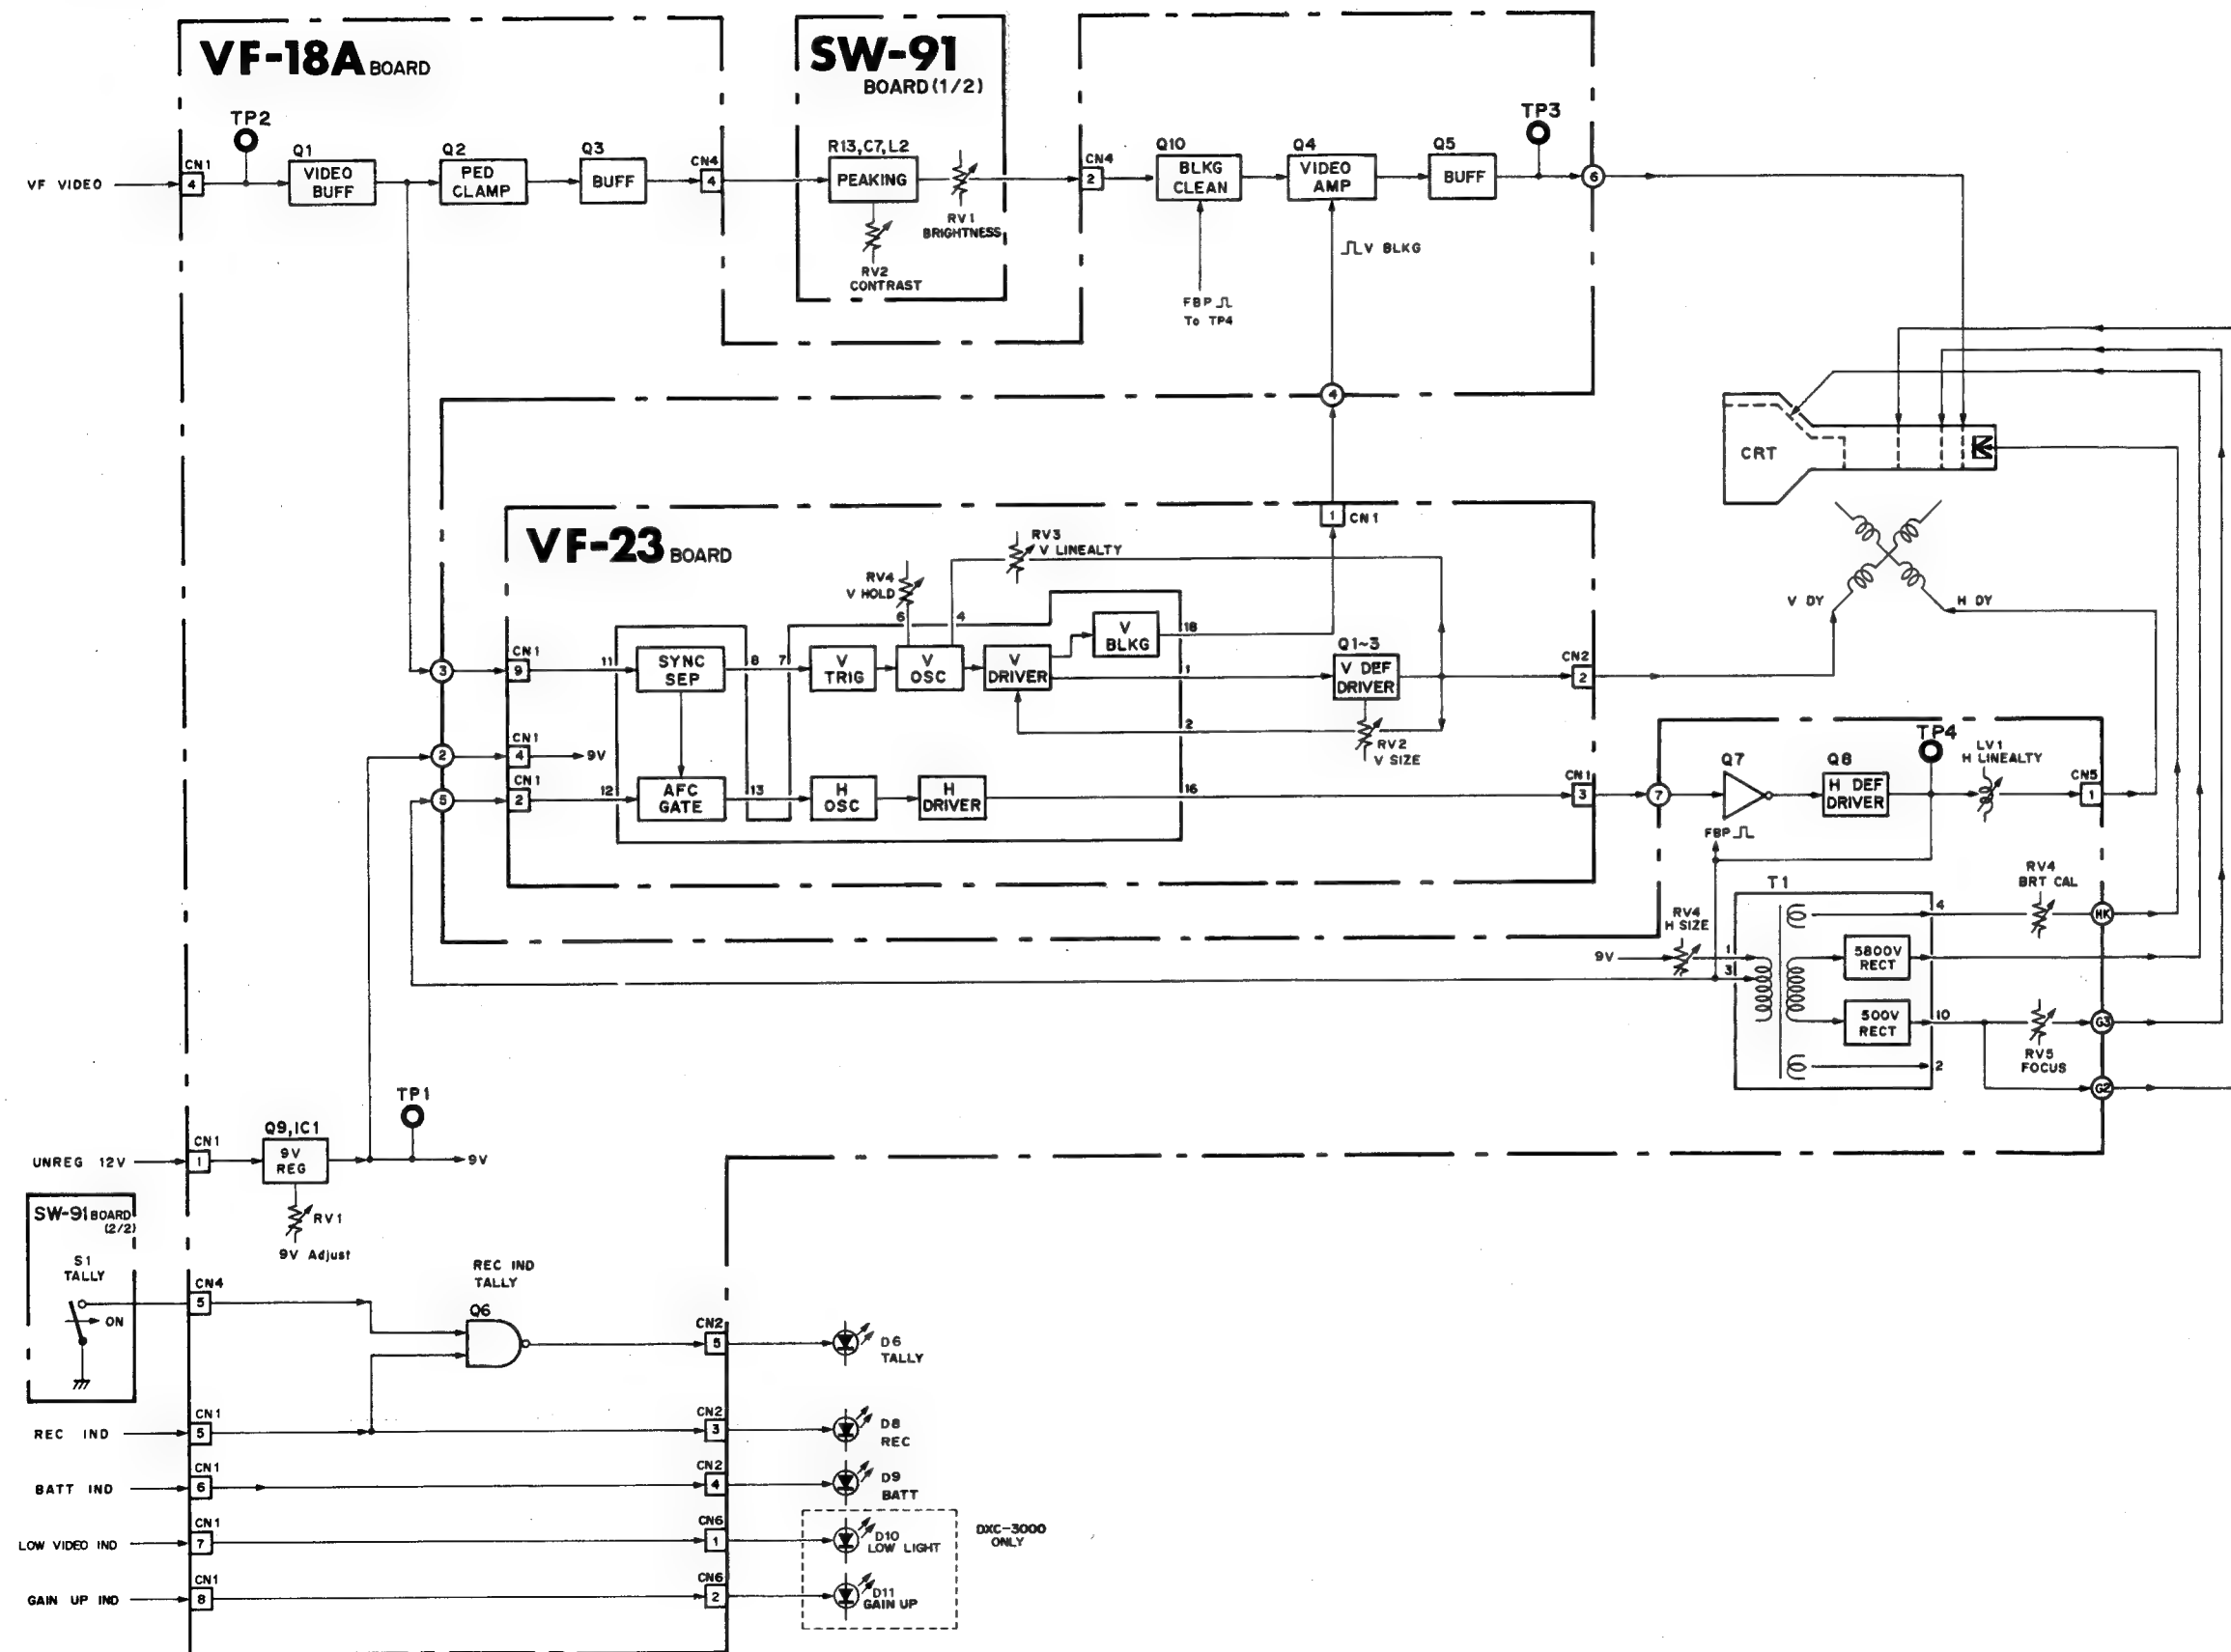 VF-18A BOARD
SW-91
BOARD(1/2)
TP2
TP3
VF VIDEO
CN1
4
Q1
VIDEO
BUFF
Q2
PED
CLAMP
Q3
BUFF
CN4
4
R13,C7,L2
PEAKING
RV1
BRIGHTNESS
RV2
CONTRAST
CN4
2
Q10
BLKG
CLEAN
Q4
VIDEO
AMP
Q5
BUFF
6
V BLKG
FBP
To TP4
4
CRT
1
CN1
VF-23 BOARD
RV3
V LINEALTY
RV4
V HOLD
6
4
V
BLKG
18
V DY
H DY
3
CN1
9
11
SYNC
SEP
8
7
V
TRIG
V
OSC
V
DRIVER
1
Q1~3
V DEF
DRIVER
CN2
2
2
RV2
V SIZE
2
CN1
4
9V
5
CN1
2
12
AFC
GATE
13
H
OSC
H
DRIVER
16
CN1
3
7
Q7
Q8
H DEF
DRIVER
TP4
LV1
H LINEALTY
CN5
1
FBP
T1
RV4
BRT CAL
4
HK
RV4
H SIZE
9V
1
3
5800V
RECT
500V
RECT
10
G3
RV5
FOCUS
2
G2
TP1
UNREG 12V
CN1
1
Q9,IC1
9V
REG
9V
RV1
9V Adjust
SW-91 BOARD
(2/2)
S1
TALLY
ON
CN4
5
REC IND
TALLY
Q6
CN2
5
D6
TALLY
REC IND
CN1
5
CN2
3
D8
REC
BATT IND
CN1
6
CN2
4
D9
BATT
LOW VIDEO IND
CN1
7
CN6
1
D10
LOW LIGHT
DXC-3000
ONLY
GAIN UP IND
CN1
8
CN6
2
D11
GAIN UP